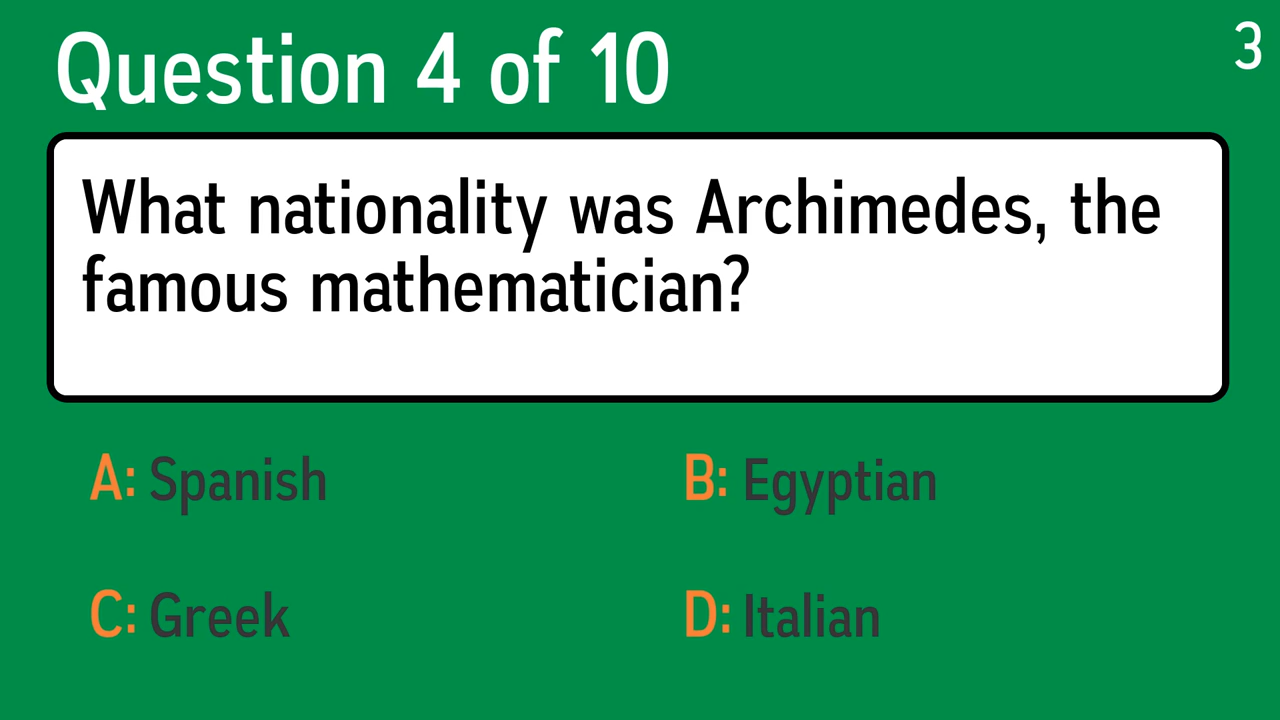 Question 4 of 10
3
What nationality was Archimedes, the
famous mathematician?
A: Spanish
B: Egyptian
C: Greek
D: Italian